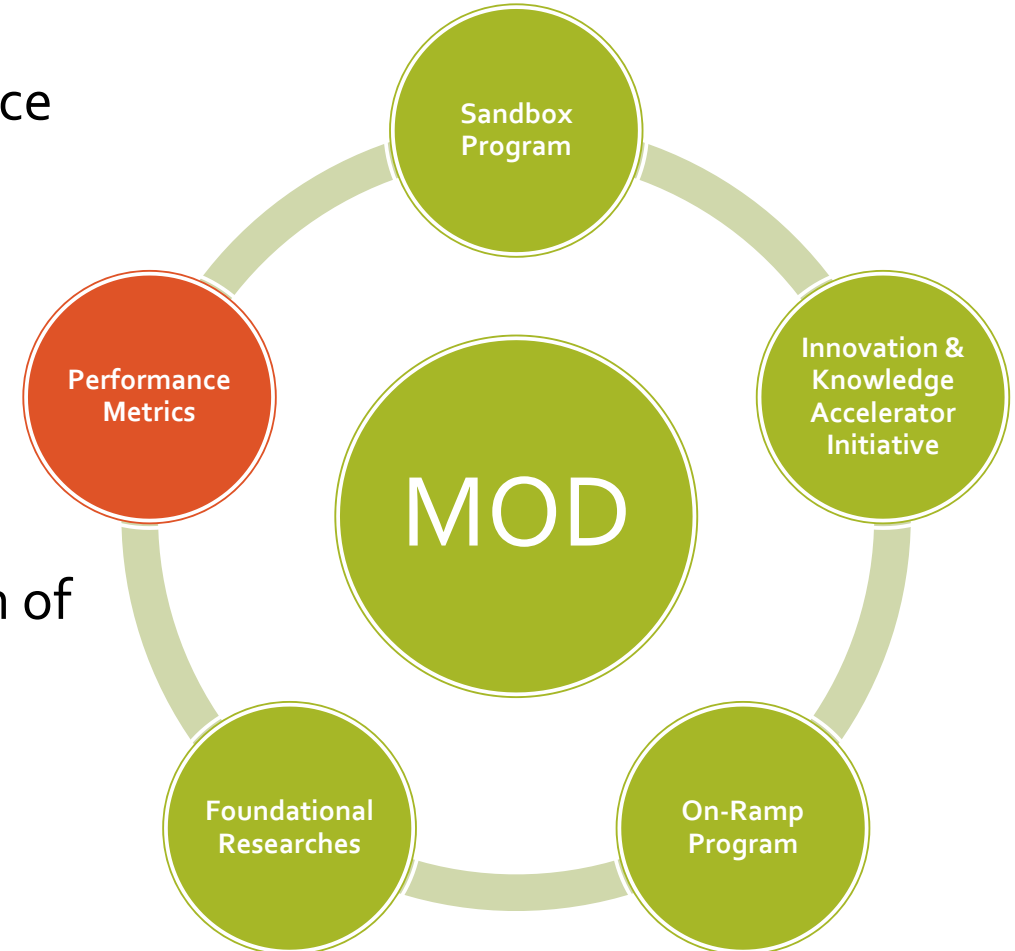 ce
Sandbox
Program
Innovation &
Knowledge
Accelerator
Initiative
Performance
Metrics
MOD
n of
Foundational
Researches
On-Ramp
Program